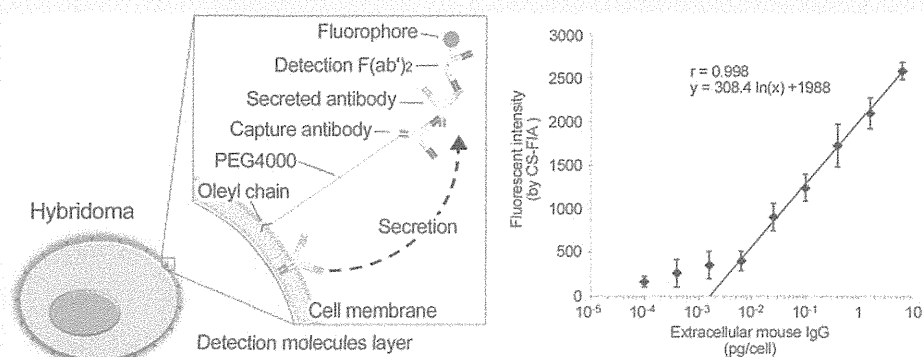 Fluorophore
Detection F(ab')2
Secreted antibody
Capture antibody
PEG4000
Oleyl chain
Hybridoma
Secretion
Cell membrane
Detection molecules layer
3000
2500
2000
1500
1000
500
0
Fluorescent intensity
(by CS-FIA )
r = 0.998
y = 308.4 ln(x) +1988
10-5 10-4 10-3 10-2 10-1 1 10
Extracellular mouse IgG
(pg/cell)